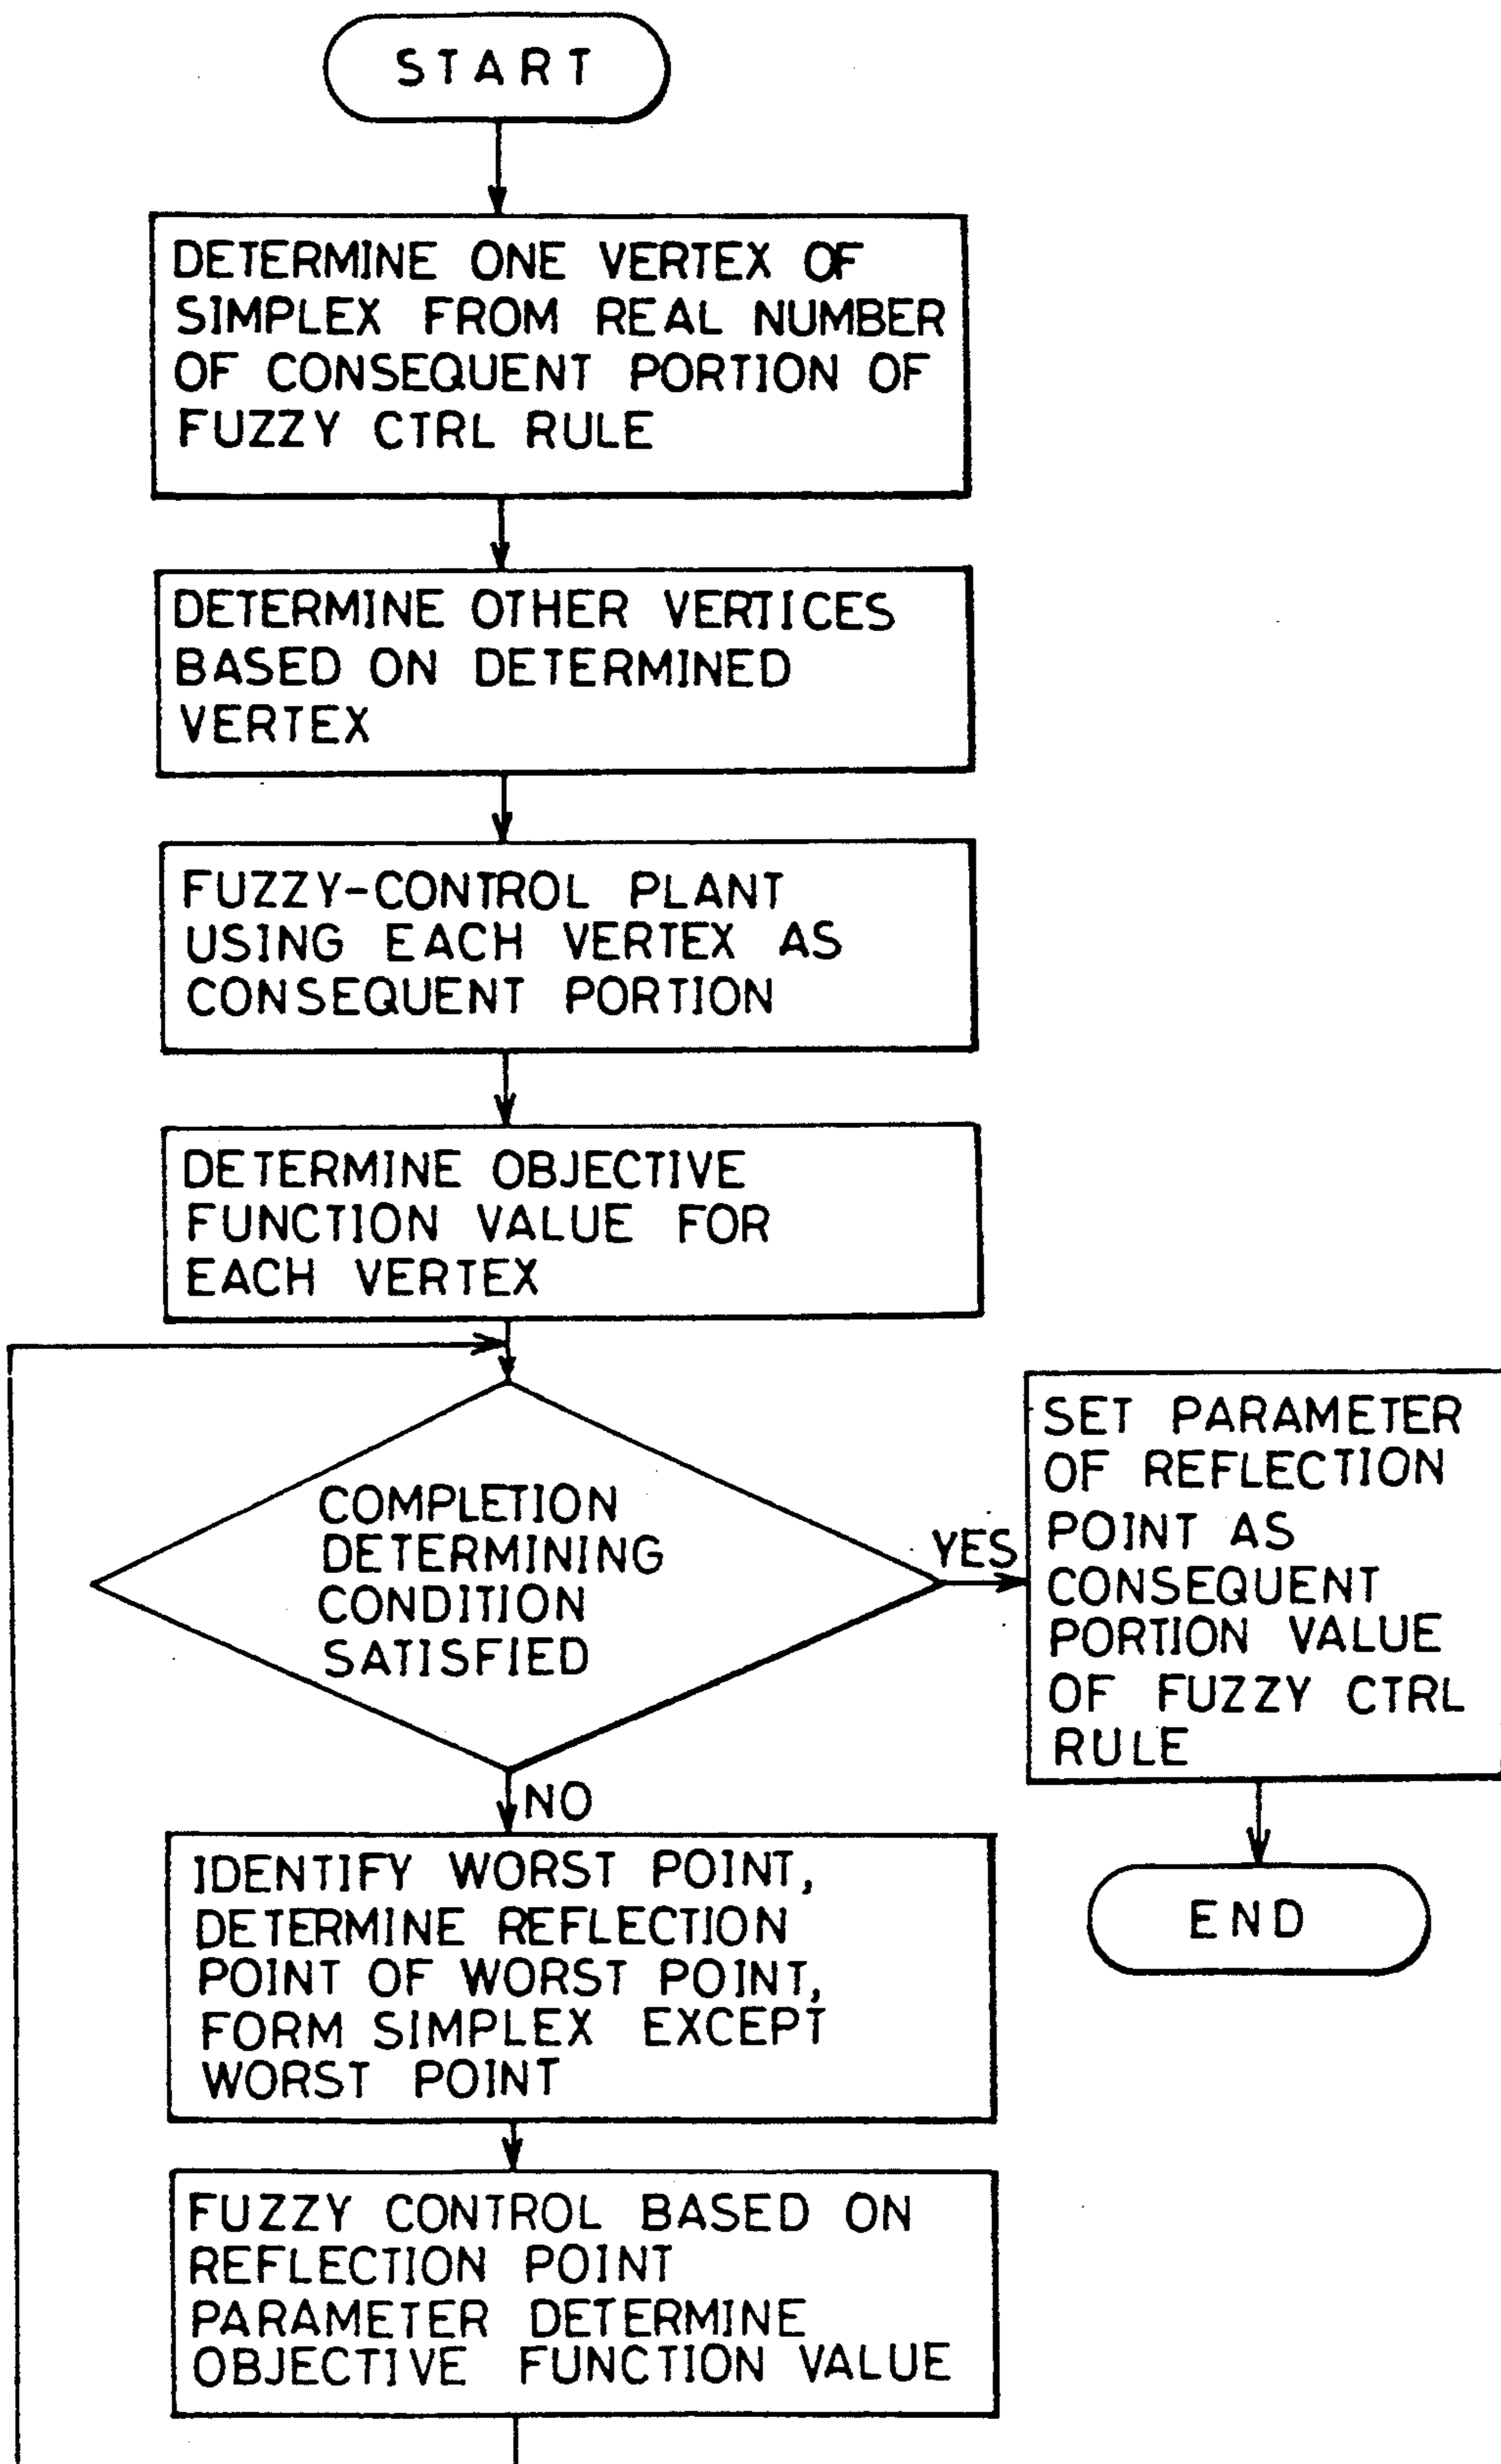 START
DETERMINE ONE VERTEX OF
SIMPLEX FROM REAL NUMBER
OF CONSEQUENT PORTION OF
FUZZY CTRL RULE
DETERMINE OTHER VERTICES
BASED ON DETERMINED
VERTEX
FUZZY-CONTROL PLANT
USING EACH VERTEX AS
CONSEQUENT PORTION
DETERMINE OBJECTIVE
FUNCTION VALUE FOR
EACH VERTEX
COMPLETION
DETERMINING
CONDITION
SATISFIED
YES
SET PARAMETER
OF REFLECTION
POINT AS
CONSEQUENT
PORTION VALUE
OF FUZZY CTRL
RULE
END
NO
IDENTIFY WORST POINT,
DETERMINE REFLECTION
POINT OF WORST POINT,
FORM SIMPLEX EXCEPT
WORST POINT
FUZZY CONTROL BASED ON
REFLECTION POINT
PARAMETER DETERMINE
OBJECTIVE FUNCTION VALUE